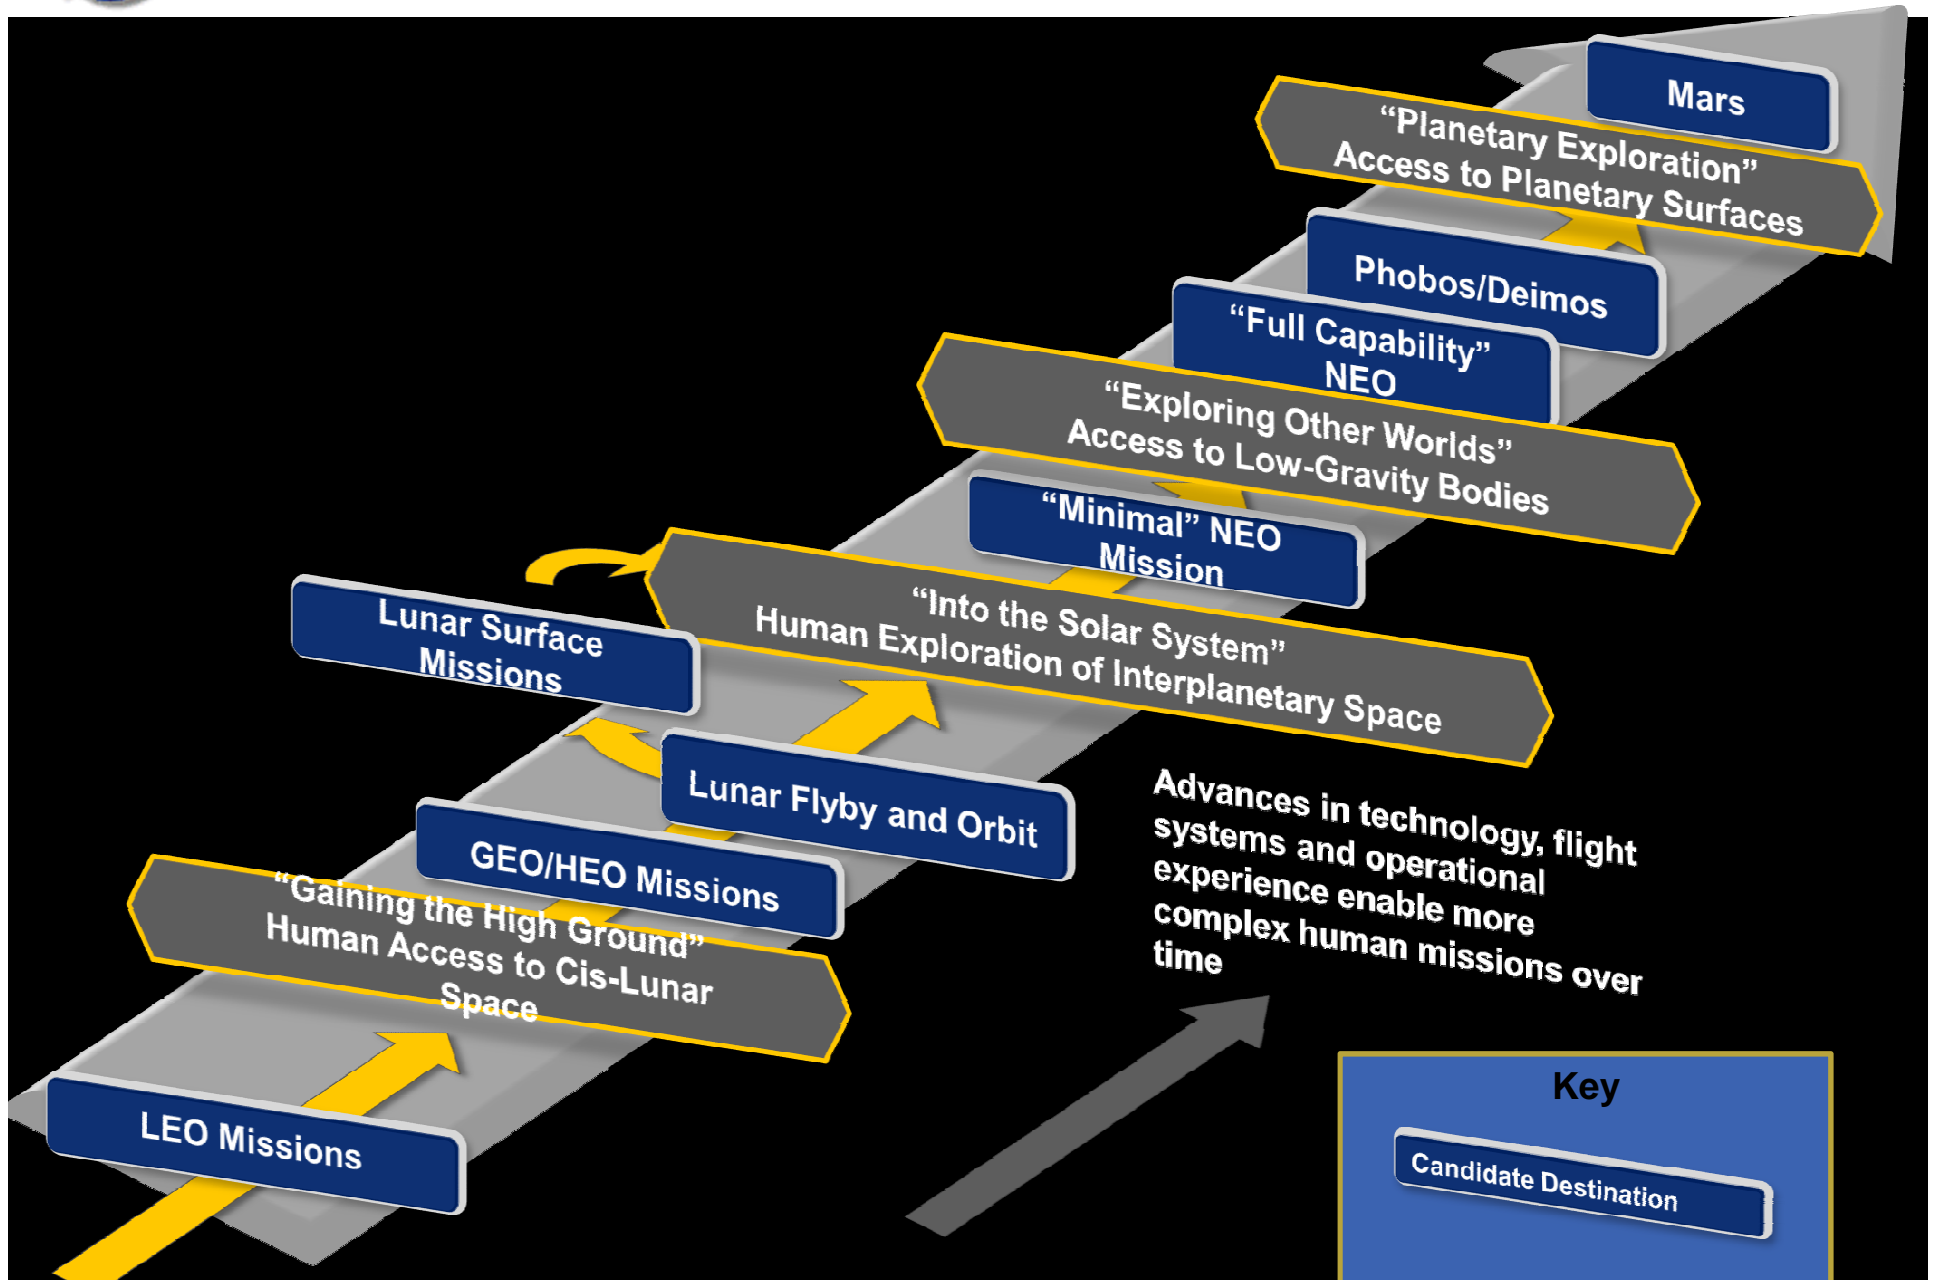 Mars
“Planetary Exploration”
Access to Planetary Surfaces
Phobos/Deimos
“Full Capability”
NEO
“Exploring Other Worlds”
Access to Low-Gravity Bodies
“Minimal” NEO
Mission
“Into the Solar System”
Human Exploration of Interplanetary Space
Lunar Surface
Missions
Lunar Flyby and Orbit
GEO/HEO Missions
“Gaining the High Ground”
Human Access to Cis-Lunar
Space
LEO Missions
Advances in technology, flight
systems and operational
experience enable more
complex human missions over
time
Key
Candidate Destination